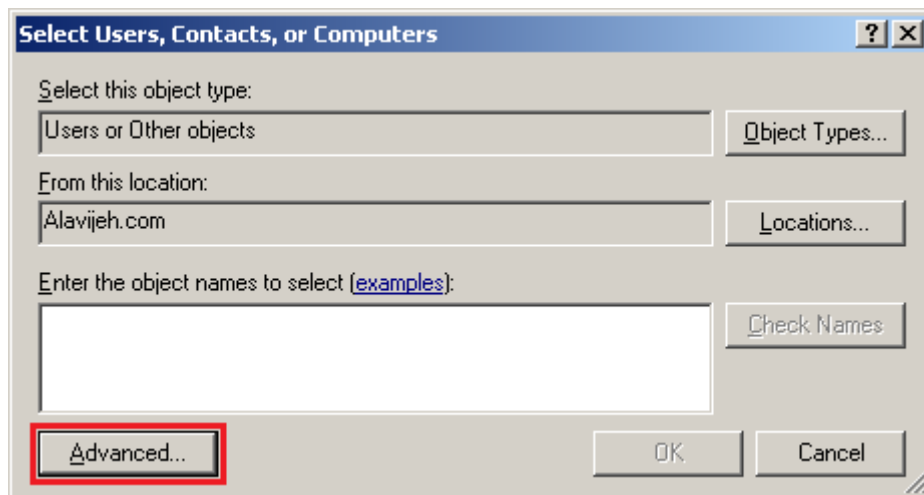 Select Users, Contacts, or Computers
Select this object type:
Users or Other objects
Object Types...
From this location:
Alavijeh.com
Locations...
Enter the object names to select (examples):
Check Names
Advanced...
OK
Cancel